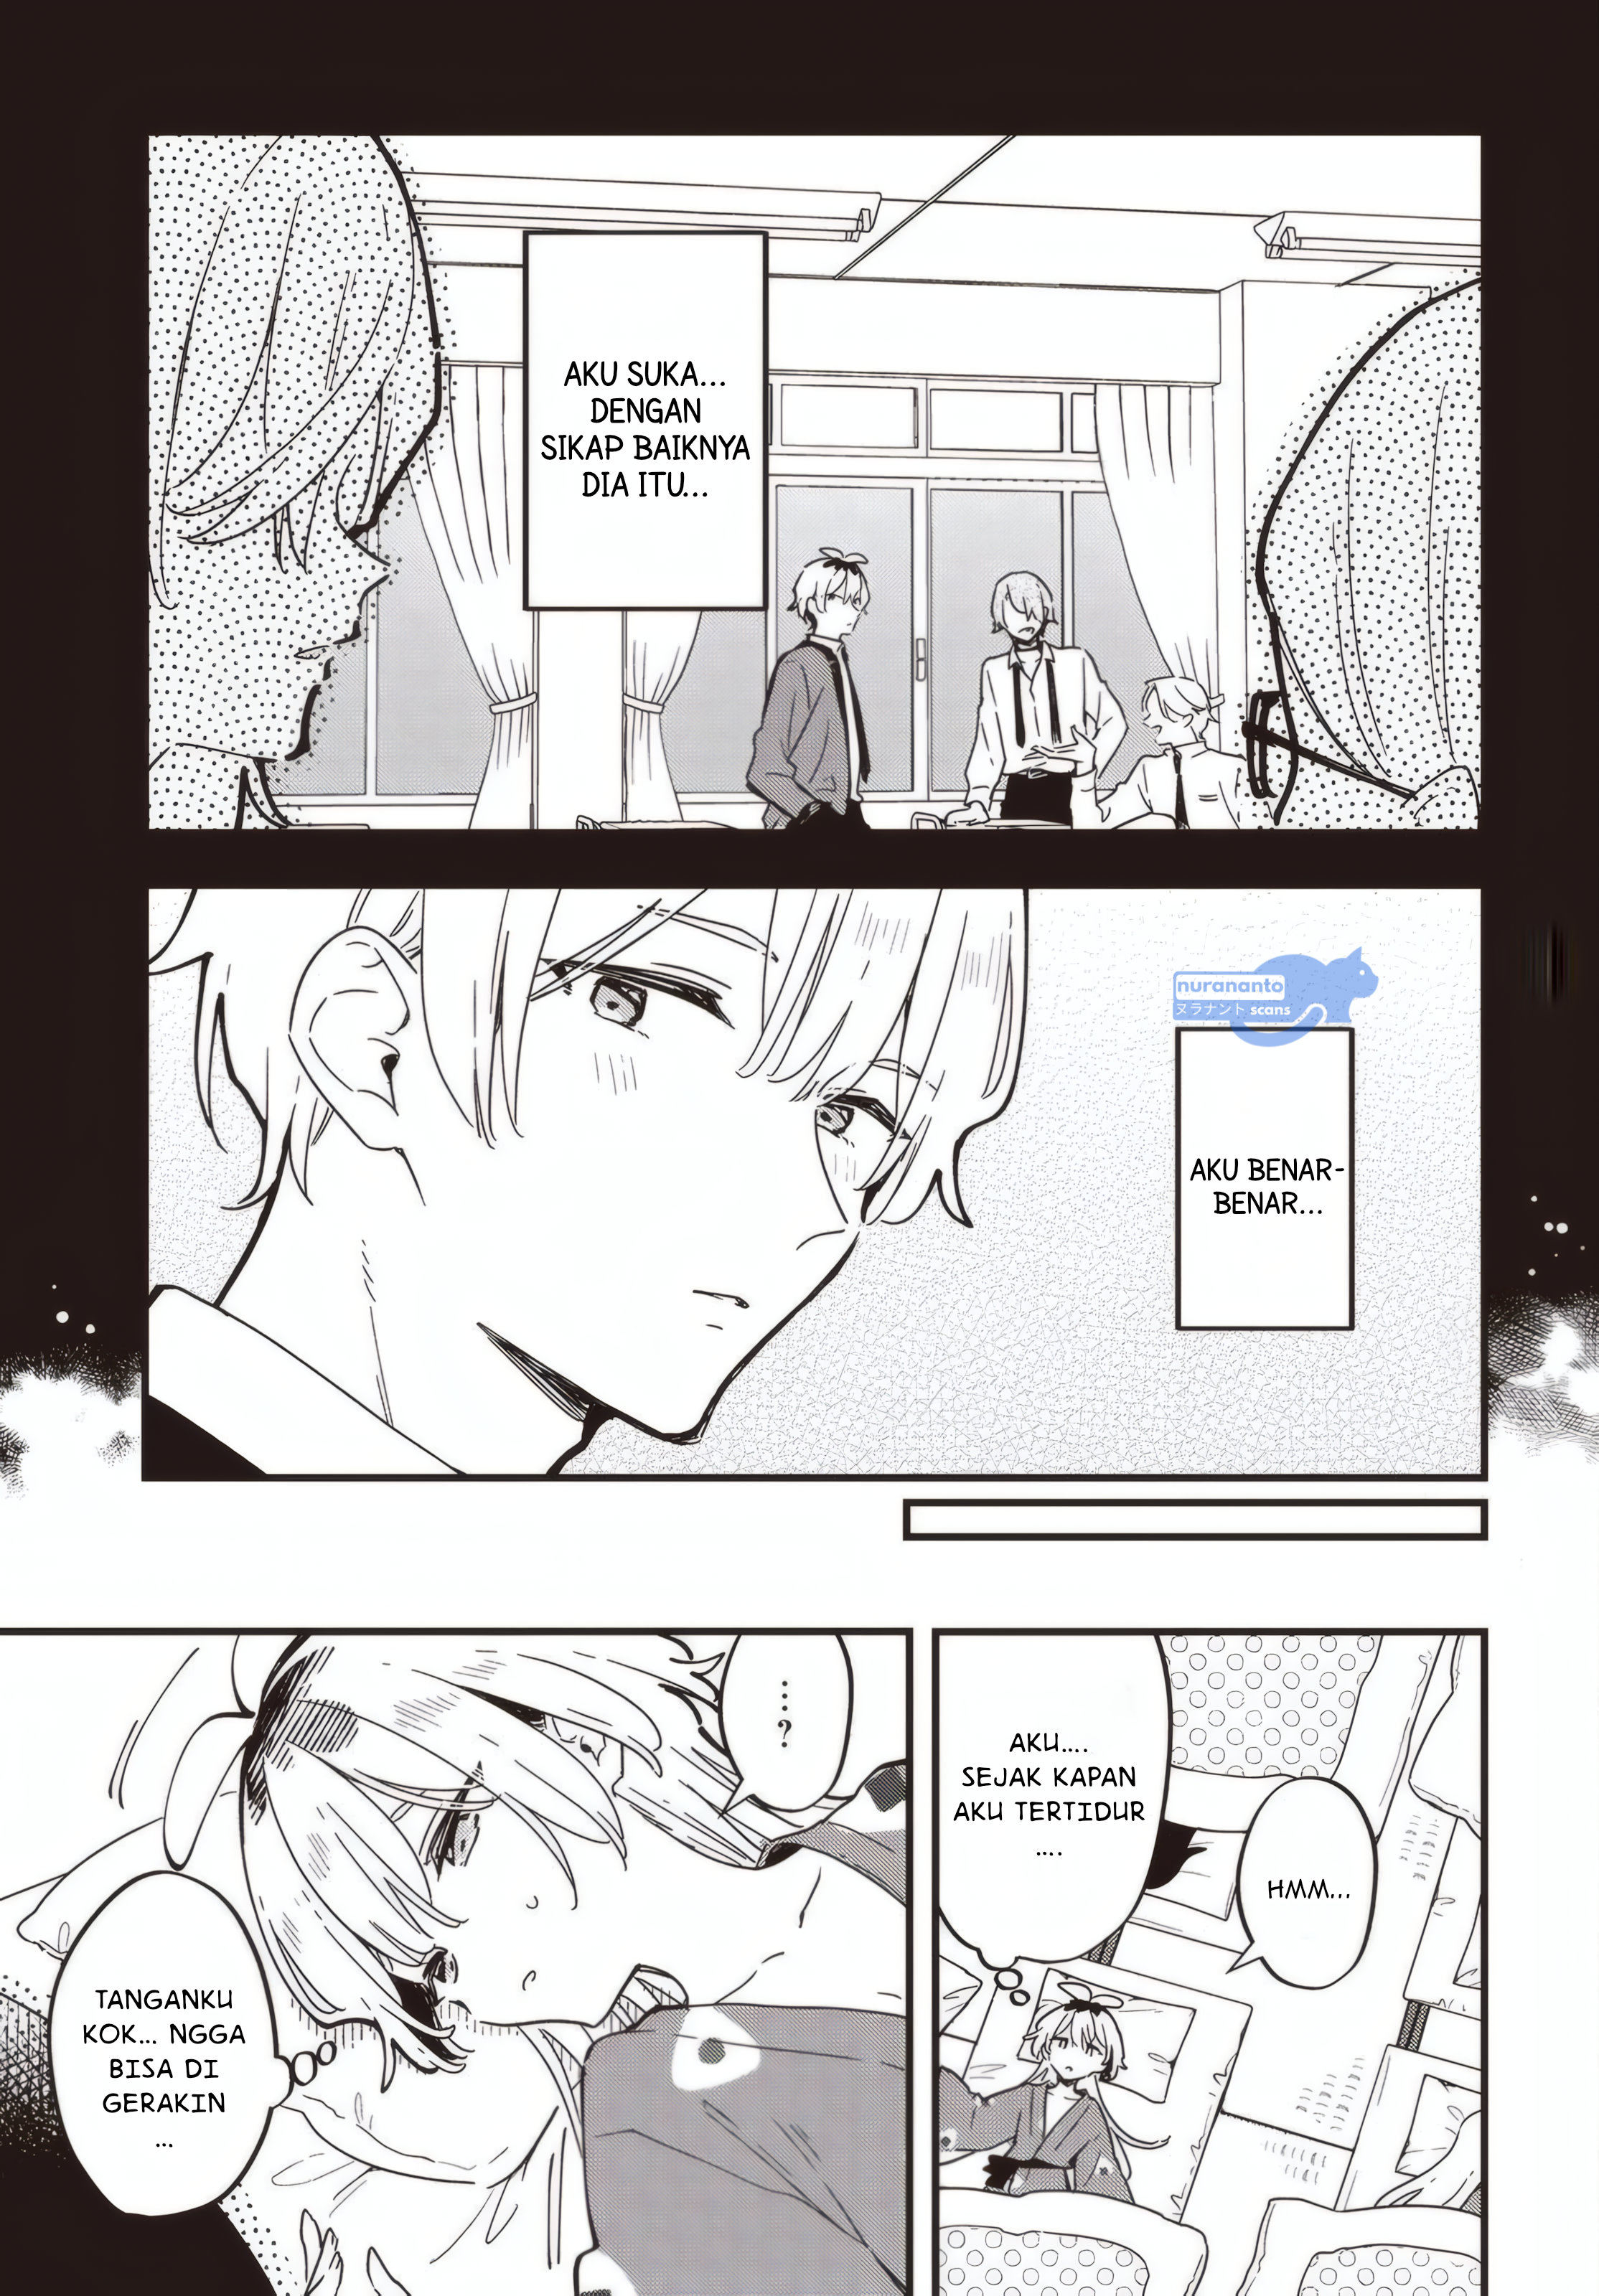 AKU SUKA...
DENGAN
SIKAP BAIKNYA
DIA ITU...
nurananto
ヌラナント scans
AKU BENAR-
BENAR...
HMM...
AKU....
SEJAK KAPAN
AKU TERTIDUR
....
....?
TANGANKU
KOK... NGGA
BISA DI
GERAKIN
...